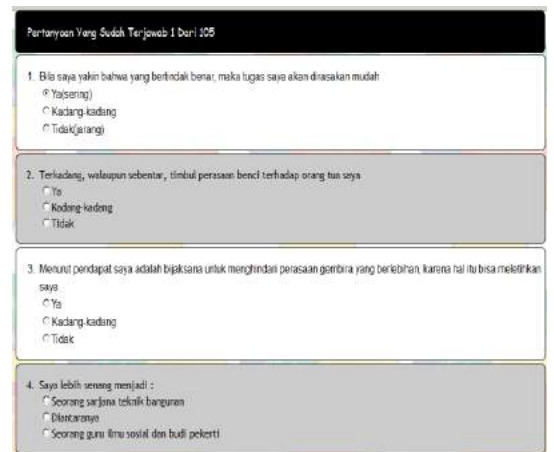 Pertanyaan Yang Sudah Terjawab 1 Dari 105
1. Bila saya yakin bahwa yang bertindak benar, maka tugas saya akan dirasakan mudah
Ya(sering)
Kadang-kadang
Tidak(jarang)
2. Terkadang, walaupun sebentar, timbul perasaan benci terhadap orang tua saya
Ya
Kadang-kadang
Tidak
3. Menurut pendapat saya adalah bijaksana untuk menghindari perasaan gembira yang berlebihan, karena hal itu bisa meletihkan
saya
Ya
Kadang-kadang
Tidak
4. Saya lebih senang menjadi :
Seorang sarjana teknik bangunan
Diantaranya
Seorang guru ilmu sosial dan budi pekerti